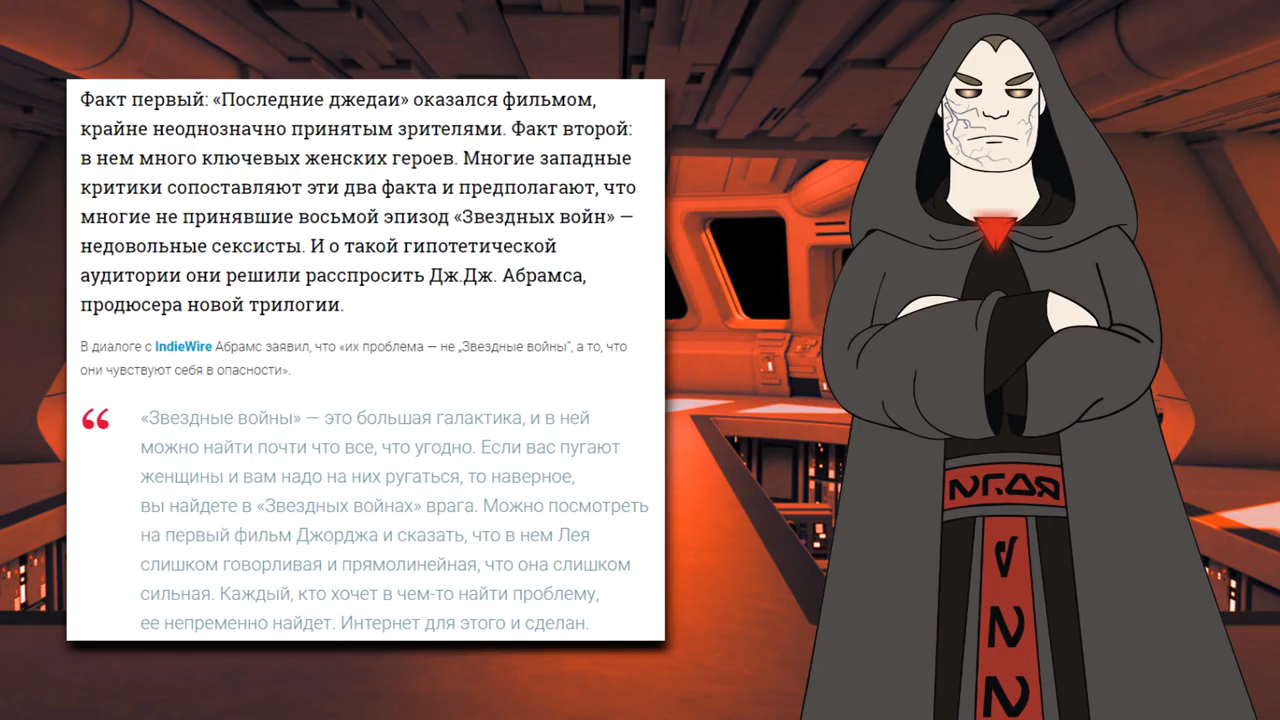 Факт первый: «Последние джедаи» оказался фильмом,
крайне неоднозначно принятым зрителями. Факт второй:
в нем много ключевых женских героев. Многие западные
критики сопоставляют эти два факта и предполагают, что
многие не принявшие восьмой эпизод «Звездных войн» —
недовольные сексисты. И о такой гипотетической
аудитории они решили расспросить Дж.Дж. Абрамса,
продюсера новой трилогии.
В диалоге с IndieWire Абрамс заявил, что «их проблема — не „Звездные войны“, а то, что
они чувствуют себя в опасности».
«Звездные войны» — это большая галактика, и в ней
можно найти почти что все, что угодно. Если вас пугают
женщины и вам надо на них ругаться, то наверное,
вы найдете в «Звездных войнах» врага. Можно посмотреть
на первый фильм Джорджа и сказать, что в нем Лея
слишком говорливая и прямолинейная, что она слишком
сильная. Каждый, кто хочет в чем-то найти проблему,
ее непременно найдет. Интернет для этого и сделан.